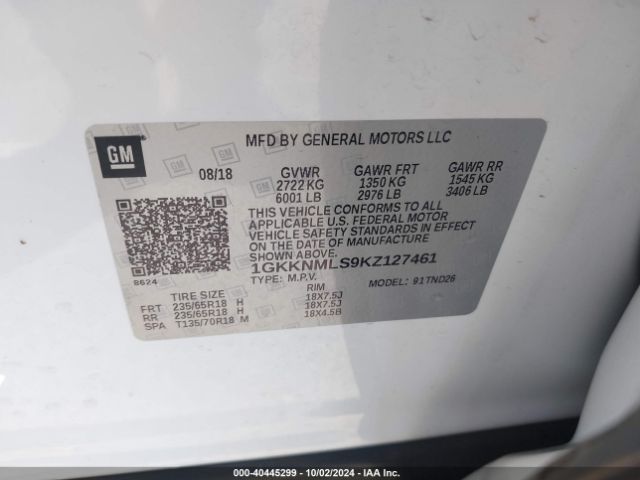 GM
MFD BY GENERAL MOTORS LLC
08/18 GVWR GAWR FRT GAWR RR
2722 KG 1350 KG 1545 KG
6001 LB 2976 LB 3406 LB
THIS VEHICLE CONFORMS TO ALL
APPLICABLE U.S. FEDERAL MOTOR
VEHICLE SAFETY STANDARDS IN EFFECT
ON THE DATE OF MANUFACTURE
SHOWN ABOVE.
1GKKNMLS9KZ127461
TYPE: M.P.V. MODEL: 91TND26
8624
TIRE SIZE RIM
FRT 235/65R18 H 18X7.5J
RR 235/65R18 H 18X7.5J
SPA T135/70R18 M 18X4.5B
000-40445299 - 10/02/2024 - IAA Inc.